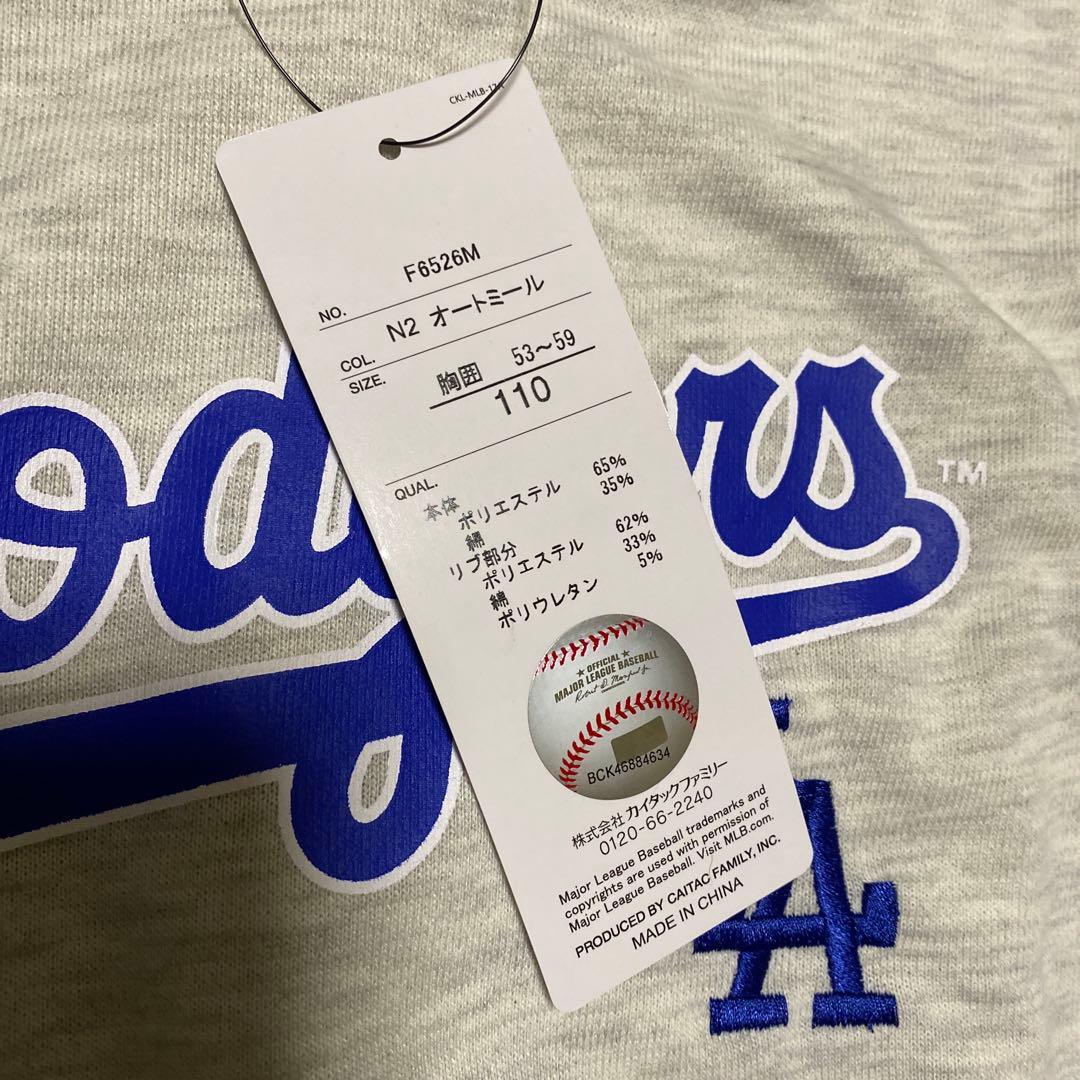 CKL-MLB-17A
NO. F6526M
COL. N2 オートミール
SIZE. 胸囲 53～59
110
QUAL.
本体
ポリエステル 65%
綿 35%
リブ部分
ポリエステル 62%
綿 33%
ポリウレタン 5%
OFFICIAL
MAJOR LEAGUE BASEBALL
BCK46884634
株式会社 カイタックファミリー
0120-66-2240
Major League Baseball trademarks and
copyrights are used with permission of
Major League Baseball. Visit MLB.com.
PRODUCED BY CAITAC FAMILY, INC.
MADE IN CHINA
odgers TM
LA